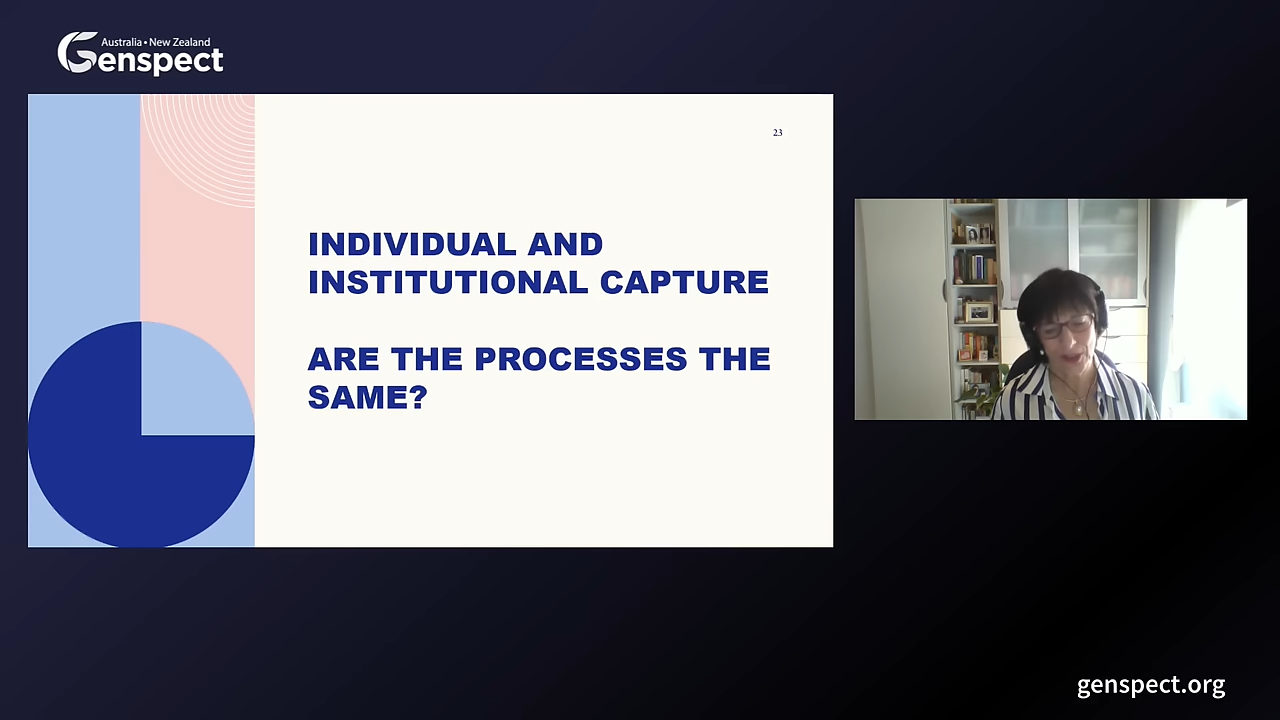 Australia • New Zealand
Genspect
23
INDIVIDUAL AND
INSTITUTIONAL CAPTURE
ARE THE PROCESSES THE
SAME?
genspect.org